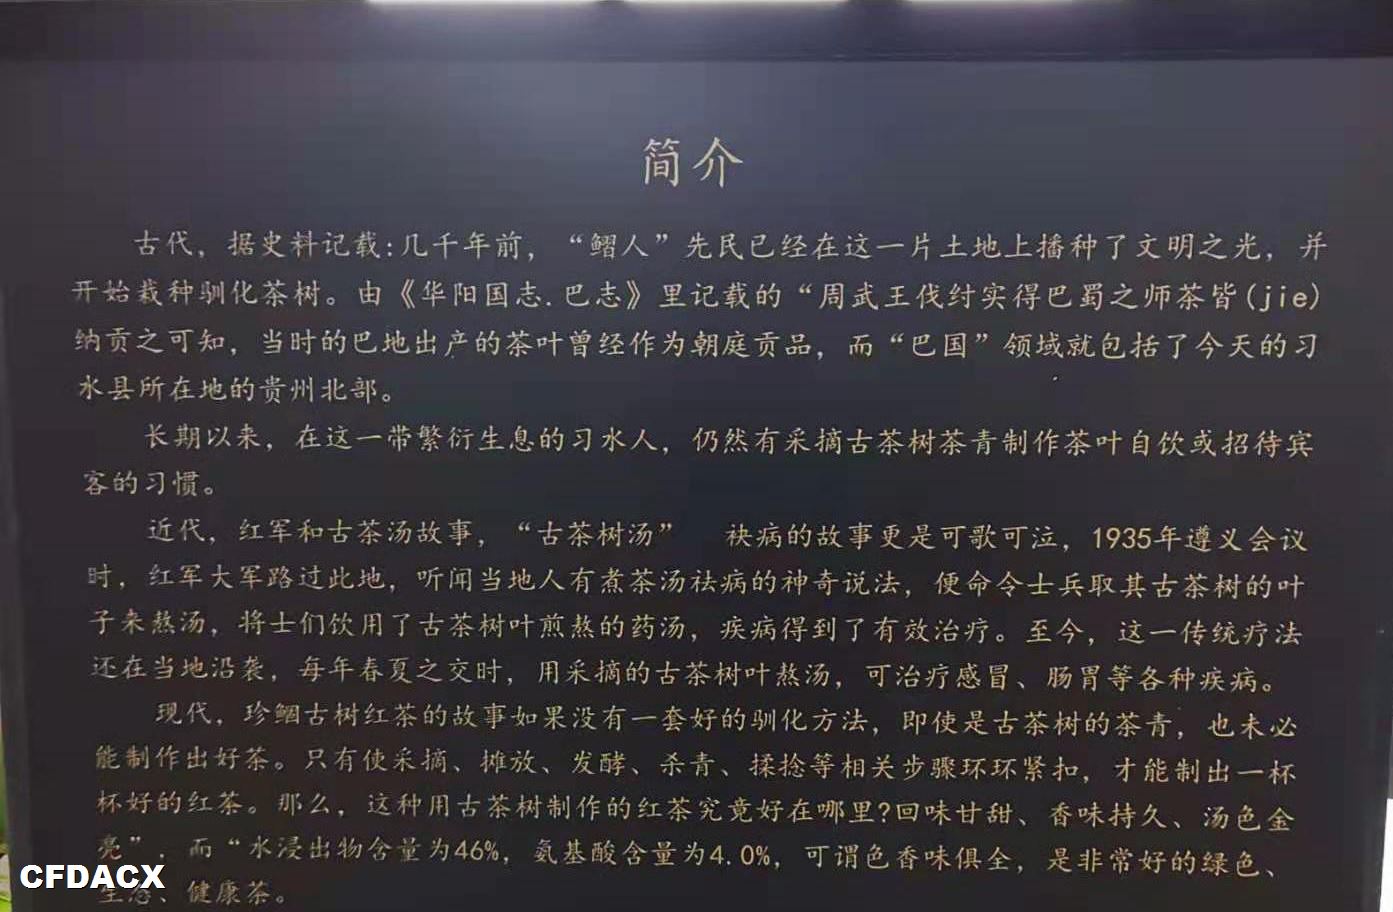 简介
古代，据史料记载:几千年前，“鳛人”先民已经在这一片土地上播种了文明之光，并
开始栽种驯化茶树。由《华阳国志.巴志》里记载的“周武王伐纣实得巴蜀之师茶皆(jie)
纳贡之可知，当时的巴地出产的茶叶曾经作为朝庭贡品，而“巴国”领域就包括了今天的习
水县所在地的贵州北部。
长期以来，在这一带繁衍生息的习水人，仍然有采摘古茶树茶青制作茶叶自饮或招待宾
客的习惯。
近代，红军和古茶汤故事，“古茶树汤” 袪病的故事更是可歌可泣，1935年遵义会议
时，红军大军路过此地，听闻当地人有煮茶汤祛病的神奇说法，便命令士兵取其古茶树的叶
子来熬汤，将士们饮用了古茶树叶煎熬的药汤，疾病得到了有效治疗。至今，这一传统疗法
还在当地沿袭，每年春夏之交时，用采摘的古茶树叶熬汤，可治疗感冒、肠胃等各种疾病。
现代，珍鲴古树红茶的故事如果没有一套好的驯化方法，即使是古茶树的茶青，也未必
能制作出好茶。只有使采摘、摊放、发酵、杀青、揉捻等相关步骤环环紧扣，才能制出一杯
杯好的红茶。那么，这种用古茶树制作的红茶究竟好在哪里?回味甘甜、香味持久、汤色金
亮”，而“水浸出物含量为46%，氨基酸含量为4.0%，可谓色香味俱全，是非常好的绿色、
生态、健康茶。
CFDACX